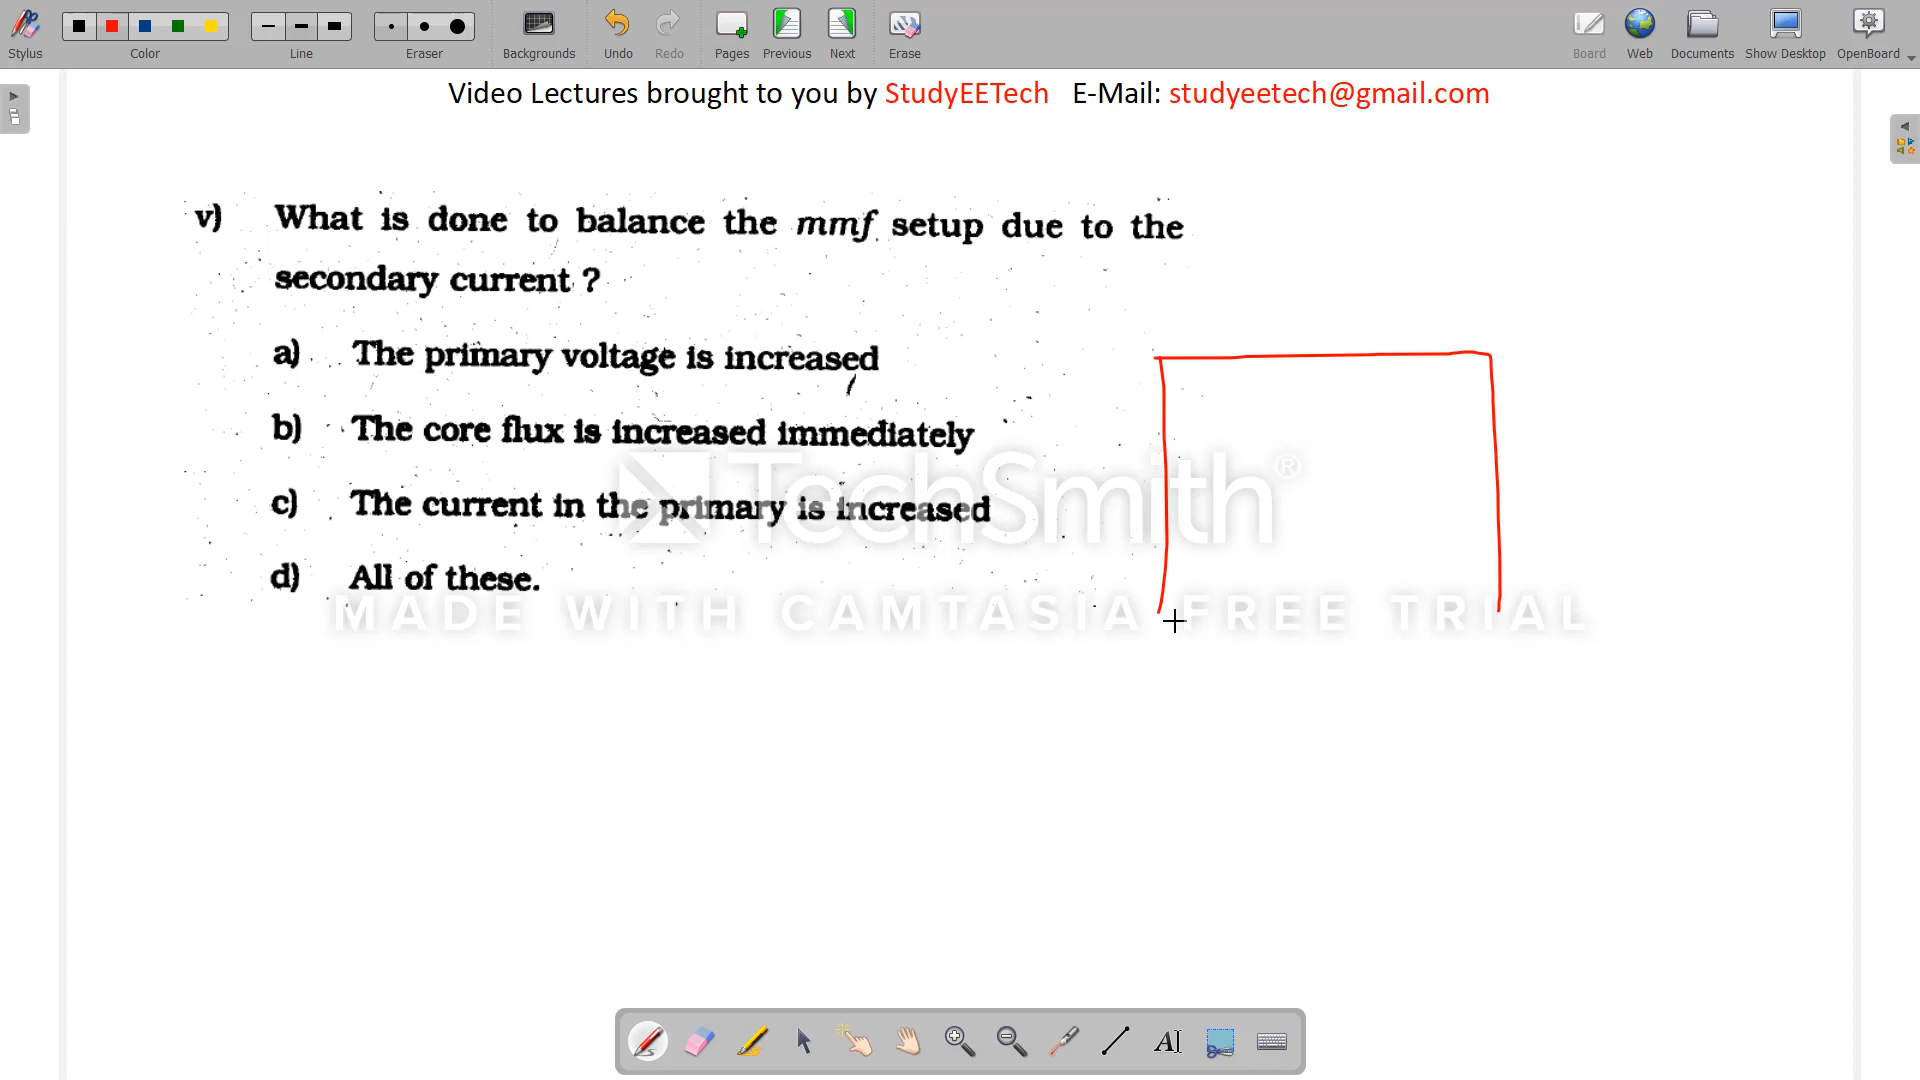 Stylus
Color
Line
Eraser
Backgrounds
Undo
Redo
Pages
Previous
Next
Erase
Board
Web
Documents
Show Desktop
OpenBoard
Video Lectures brought to you by StudyEETech E-Mail: studyeetech@gmail.com
v) What is done to balance the mmf setup due to the
secondary current ?
a) The primary voltage is increased
b) The core flux is increased immediately
c) The current in the primary is increased
d) All of these.
TechSmith®
MADE WITH CAMTASIA FREE TRIAL